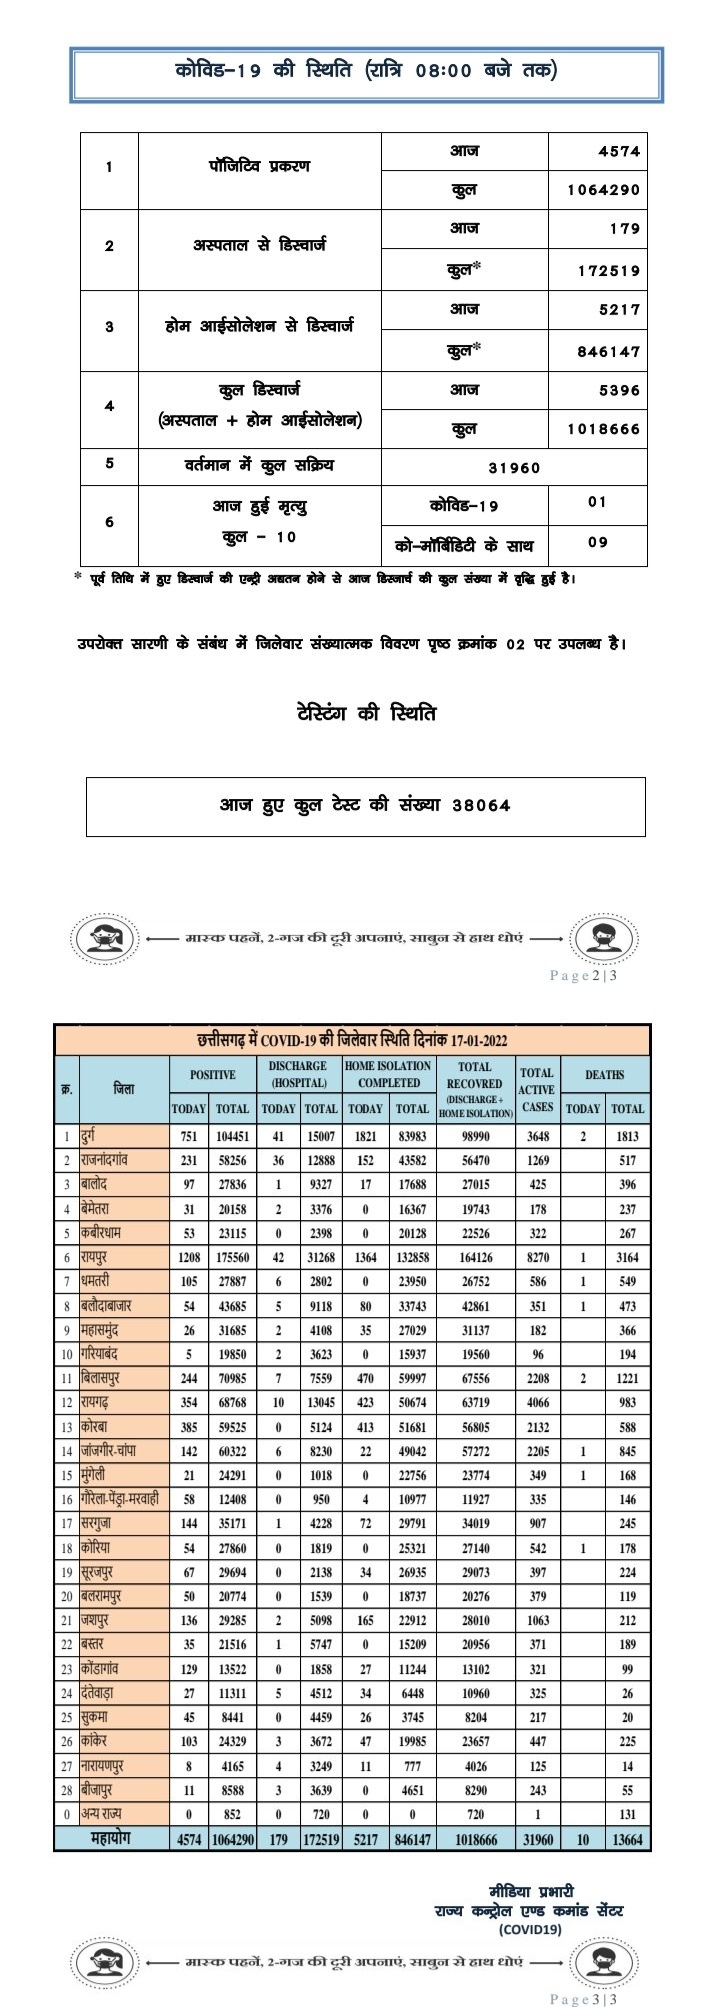 कोविड-19 की स्थिति (रात्रि 08:00 बजे तक)
1 पॉजिटिव प्रकरण आज 4574
कुल 1064290
2 अस्पताल से डिस्चार्ज आज 179
कुल* 172519
3 होम आईसोलेशन से डिस्चार्ज आज 5217
कुल* 846147
4 कुल डिस्चार्ज (अस्पताल + होम आईसोलेशन) आज 5396
कुल 1018666
5 वर्तमान में कुल सक्रिय 31960
6 आज हुई मृत्यु कुल - 10 कोविड-19 01
को-मॉर्बिडिटी के साथ 09
* पूर्व तिथि में हुए डिस्चार्ज की एन्ट्री अद्यतन होने से आज डिस्जार्च की कुल संख्या में वृद्धि हुई है।
उपरोक्त सारणी के संबंध में जिलेवार संख्यात्मक विवरण पृष्ठ क्रमांक 02 पर उपलब्ध है।
टेस्टिंग की स्थिति
आज हुए कुल टेस्ट की संख्या 38064
मास्क पहनें, 2-गज की दूरी अपनाएं, साबुन से हाथ धोएं
Page 2|3
छत्तीसगढ़ में COVID-19 की जिलेवार स्थिति दिनांक 17-01-2022
क्र. जिला POSITIVE DISCHARGE (HOSPITAL) HOME ISOLATION COMPLETED TOTAL RECOVRED (DISCHARGE + HOME ISOLATION) TOTAL ACTIVE CASES DEATHS
TODAY TOTAL TODAY TOTAL TODAY TOTAL TODAY TOTAL
1 दुर्ग 751 104451 41 15007 1821 83983 98990 3648 2 1813
2 राजनांदगांव 231 58256 36 12888 152 43582 56470 1269 517
3 बालोद 97 27836 1 9327 17 17688 27015 425 396
4 बेमेतरा 31 20158 2 3376 0 16367 19743 178 237
5 कबीरधाम 53 23115 0 2398 0 20128 22526 322 267
6 रायपुर 1208 175560 42 31268 1364 132858 164126 8270 1 3164
7 धमतरी 105 27887 6 2802 0 23950 26752 586 1 549
8 बलौदाबाजार 54 43685 5 9118 80 33743 42861 351 1 473
9 महासमुंद 26 31685 2 4108 35 27029 31137 182 366
10 गरियाबंद 5 19850 2 3623 0 15937 19560 96 194
11 बिलासपुर 244 70985 7 7559 470 59997 67556 2208 2 1221
12 रायगढ़ 354 68768 10 13045 423 50674 63719 4066 983
13 कोरबा 385 59525 0 5124 413 51681 56805 2132 588
14 जांजगीर-चांपा 142 60322 6 8230 22 49042 57272 2205 1 845
15 मुंगेली 21 24291 0 1018 0 22756 23774 349 1 168
16 गौरेला-पेंड्रा-मरवाही 58 12408 0 950 4 10977 11927 335 146
17 सरगुजा 144 35171 1 4228 72 29791 34019 907 245
18 कोरिया 54 27860 0 1819 0 25321 27140 542 1 178
19 सूरजपुर 67 29694 0 2138 34 26935 29073 397 224
20 बलरामपुर 50 20774 0 1539 0 18737 20276 379 119
21 जशपुर 136 29285 2 5098 165 22912 28010 1063 212
22 बस्तर 35 21516 1 5747 0 15209 20956 371 189
23 कोंडागांव 129 13522 0 1858 27 11244 13102 321 99
24 दंतेवाड़ा 27 11311 5 4512 34 6448 10960 325 26
25 सुकमा 45 8441 0 4459 26 3745 8204 217 20
26 कांकेर 103 24329 3 3672 47 19985 23657 447 225
27 नारायणपुर 8 4165 4 3249 11 777 4026 125 14
28 बीजापुर 11 8588 3 3639 0 4651 8290 243 55
0 अन्य राज्य 0 852 0 720 0 0 720 1 131
महायोग 4574 1064290 179 172519 5217 846147 1018666 31960 10 13664
मीडिया प्रभारी
राज्य कन्ट्रोल एण्ड कमांड सेंटर
(COVID19)
मास्क पहनें, 2-गज की दूरी अपनाएं, साबुन से हाथ धोएं
Page 3|3